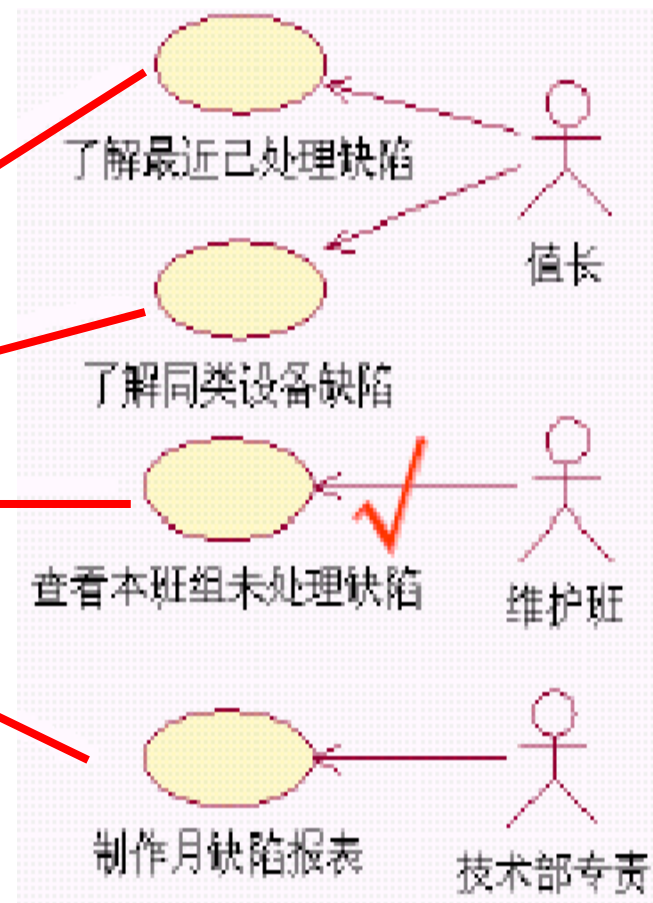 了解最近已处理缺陷
值长
了解同类设备缺陷
查看本班组未处理缺陷
维护班
制作月缺陷报表
技术部专责